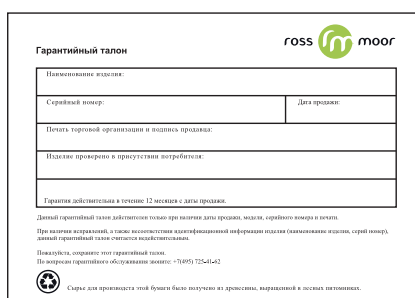 ross moor
Гарантийный талон
Наименование изделия:
Серийный номер:
Дата продажи:
Печать торговой организации и подпись продавца:
Изделие проверено в присутствии потребителя:
Гарантия действительна в течение 12 месяцев с даты продажи.
Данный гарантийный талон действителен только при наличии даты продажи, модели, серийного номера и печати.
При наличии исправлений, а также несоответствия идентификационной информации изделия (наименование изделия, серий номер),
данный гарантийный талон считается недействительным.
Пожалуйста, сохраните этот гарантийный талон.
По вопросам гарантийного обслуживания звоните: +7(495) 725-41-62
Сырье для производста этой бумаги было получено из древесины, выращенной в лесных питомниках.